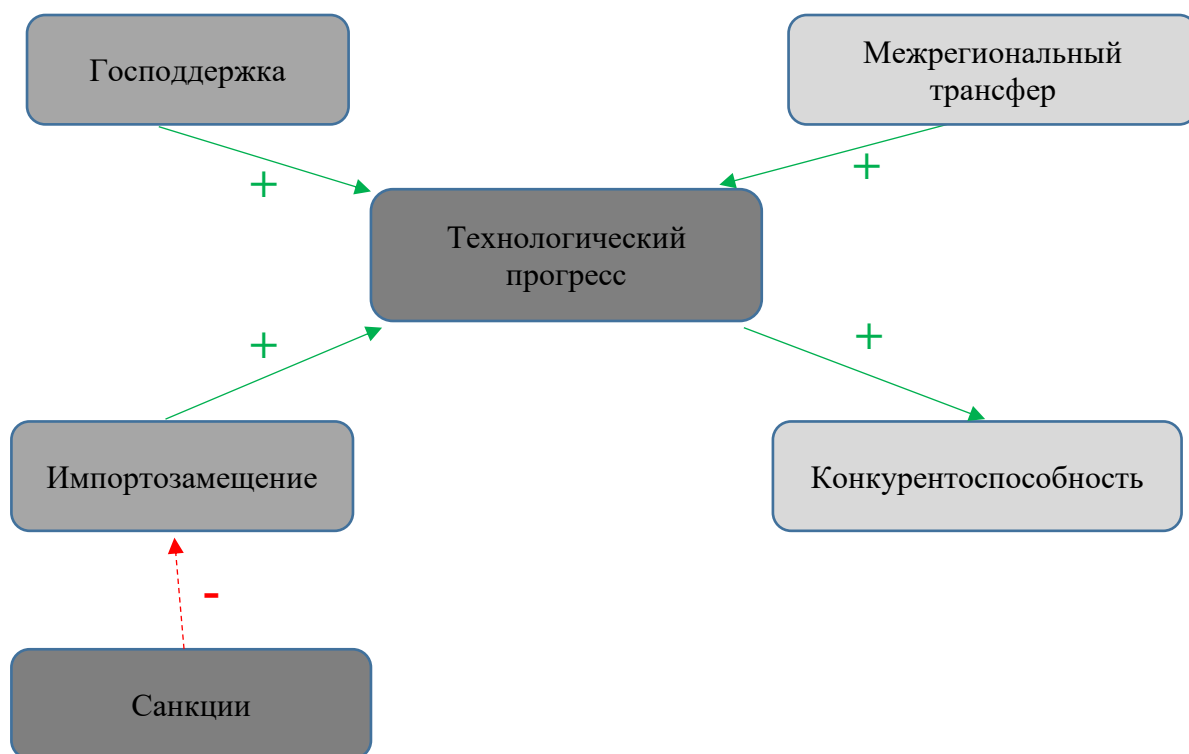 Господдержка
Межрегиональный
трансфер
+
+
Технологический
прогресс
+
+
Импортозамещение
Конкурентоспособность
-
Санкции